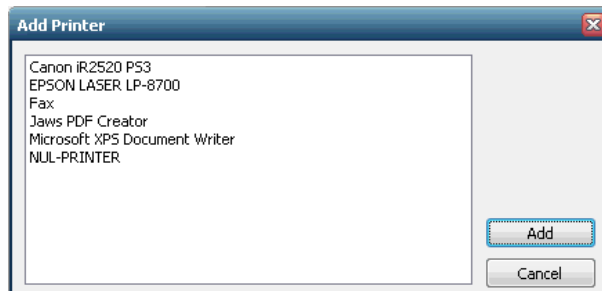 Add Printer
Canon iR2520 PS3
EPSON LASER LP-8700
Fax
Jaws PDF Creator
Microsoft XPS Document Writer
NUL-PRINTER
Add
Cancel